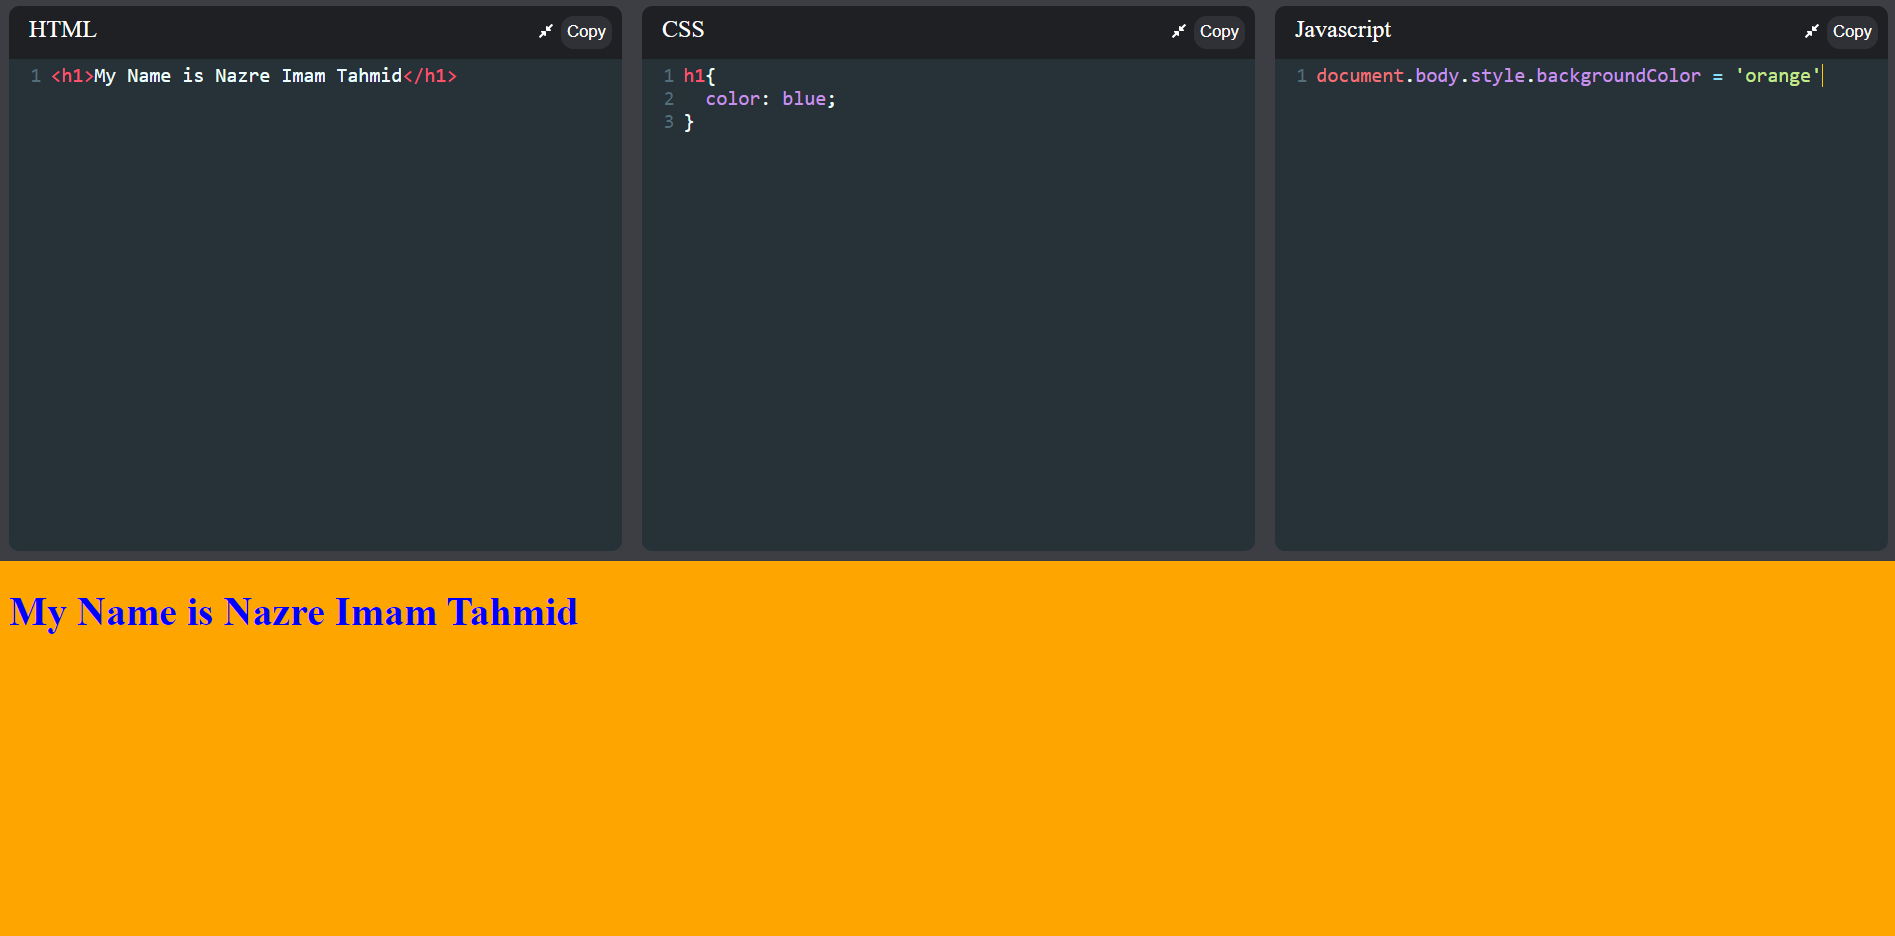 HTML
Copy
1 <h1>My Name is Nazre Imam Tahmid</h1>
CSS
Copy
1 h1{
2   color: blue;
3 }
Javascript
Copy
1 document.body.style.backgroundColor = 'orange'
My Name is Nazre Imam Tahmid